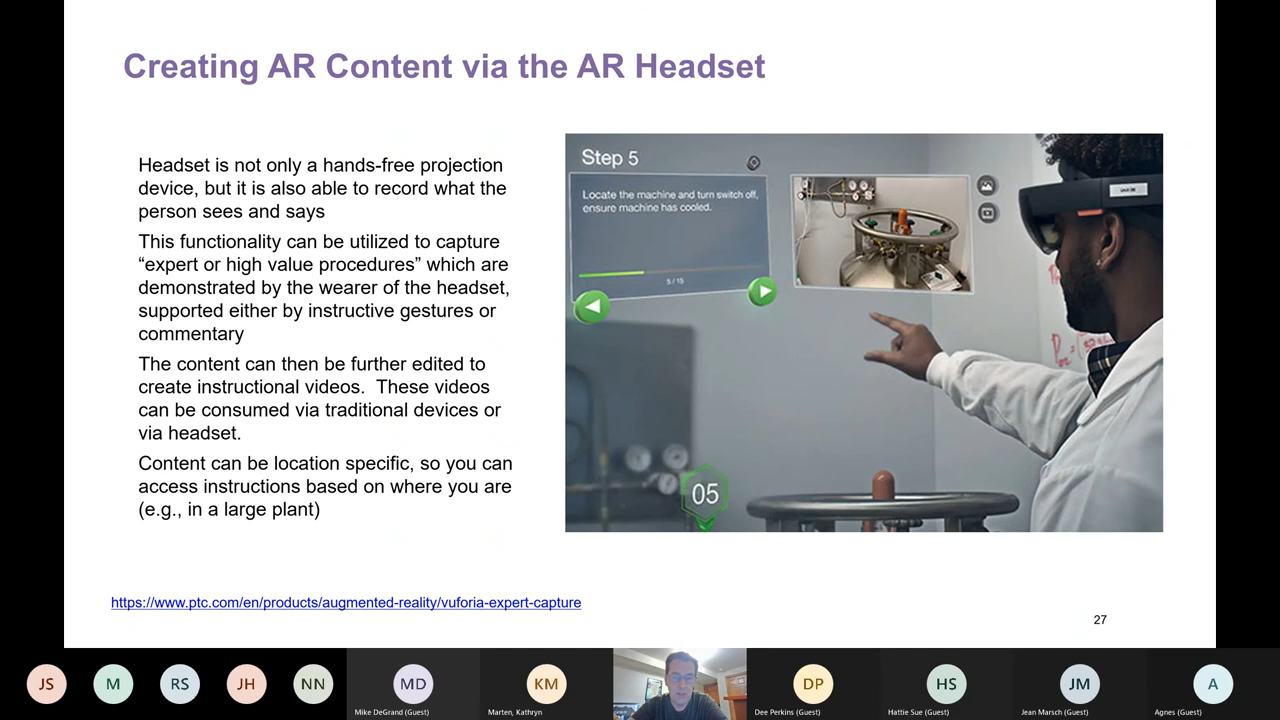 Creating AR Content via the AR Headset
Headset is not only a hands-free projection
device, but it is also able to record what the
person sees and says
This functionality can be utilized to capture
“expert or high value procedures” which are
demonstrated by the wearer of the headset,
supported either by instructive gestures or
commentary
The content can then be further edited to
create instructional videos.  These videos
can be consumed via traditional devices or
via headset.
Content can be location specific, so you can
access instructions based on where you are
(e.g., in a large plant)
Step 5
Locate the machine and turn switch off,
ensure machine has cooled.
5 / 15
05
https://www.ptc.com/en/products/augmented-reality/vuforia-expert-capture
27
JS
M
RS
JH
NN
MD
KM
DP
HS
JM
A
Mike DeGrand (Guest)
Marten, Kathryn
Dee Perkins (Guest)
Hattie Sue (Guest)
Jean Marsch (Guest)
Agnes (Guest)